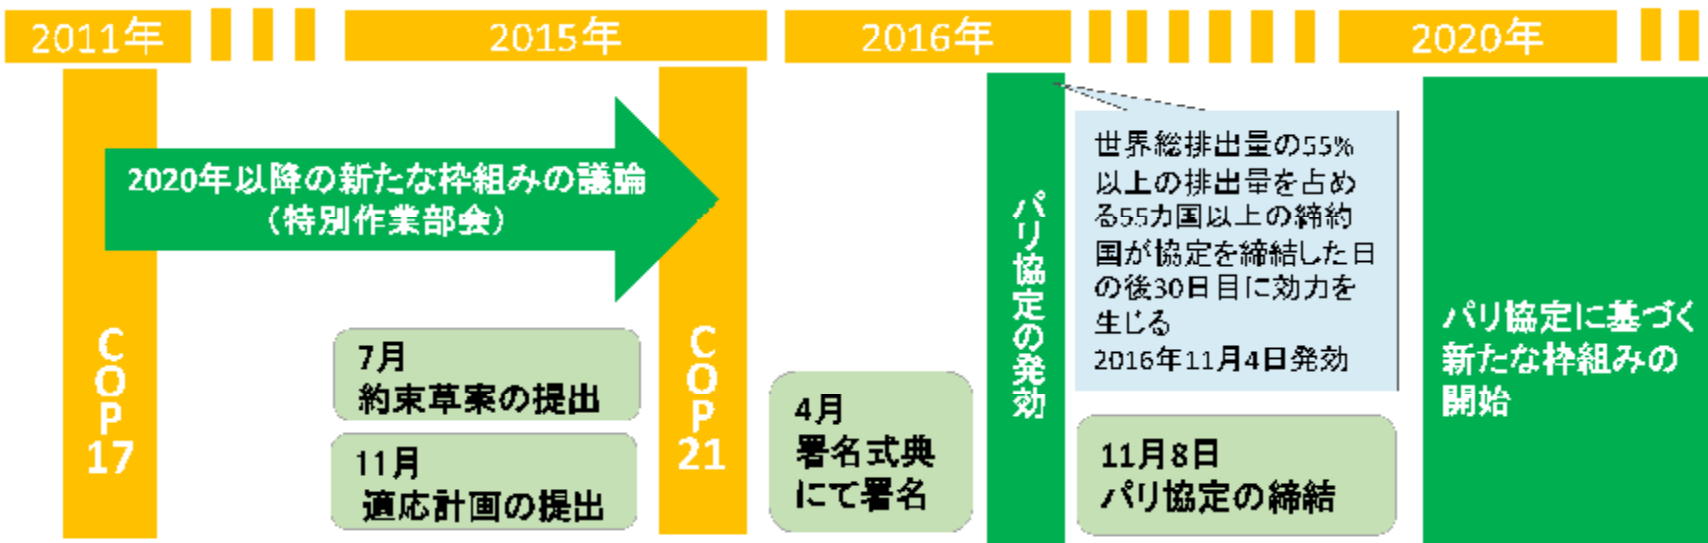 2011年
2015年
2016年
2020年
COP17
2020年以降の新たな枠組みの議論
（特別作業部会）
7月
約束草案の提出
11月
適応計画の提出
COP21
4月
署名式典
にて署名
パリ協定の発効
世界総排出量の55%
以上の排出量を占め
る55カ国以上の締約
国が協定を締結した日
の後30日目に効力を
生じる
2016年11月4日発効
11月8日
パリ協定の締結
パリ協定に基づく
新たな枠組みの
開始